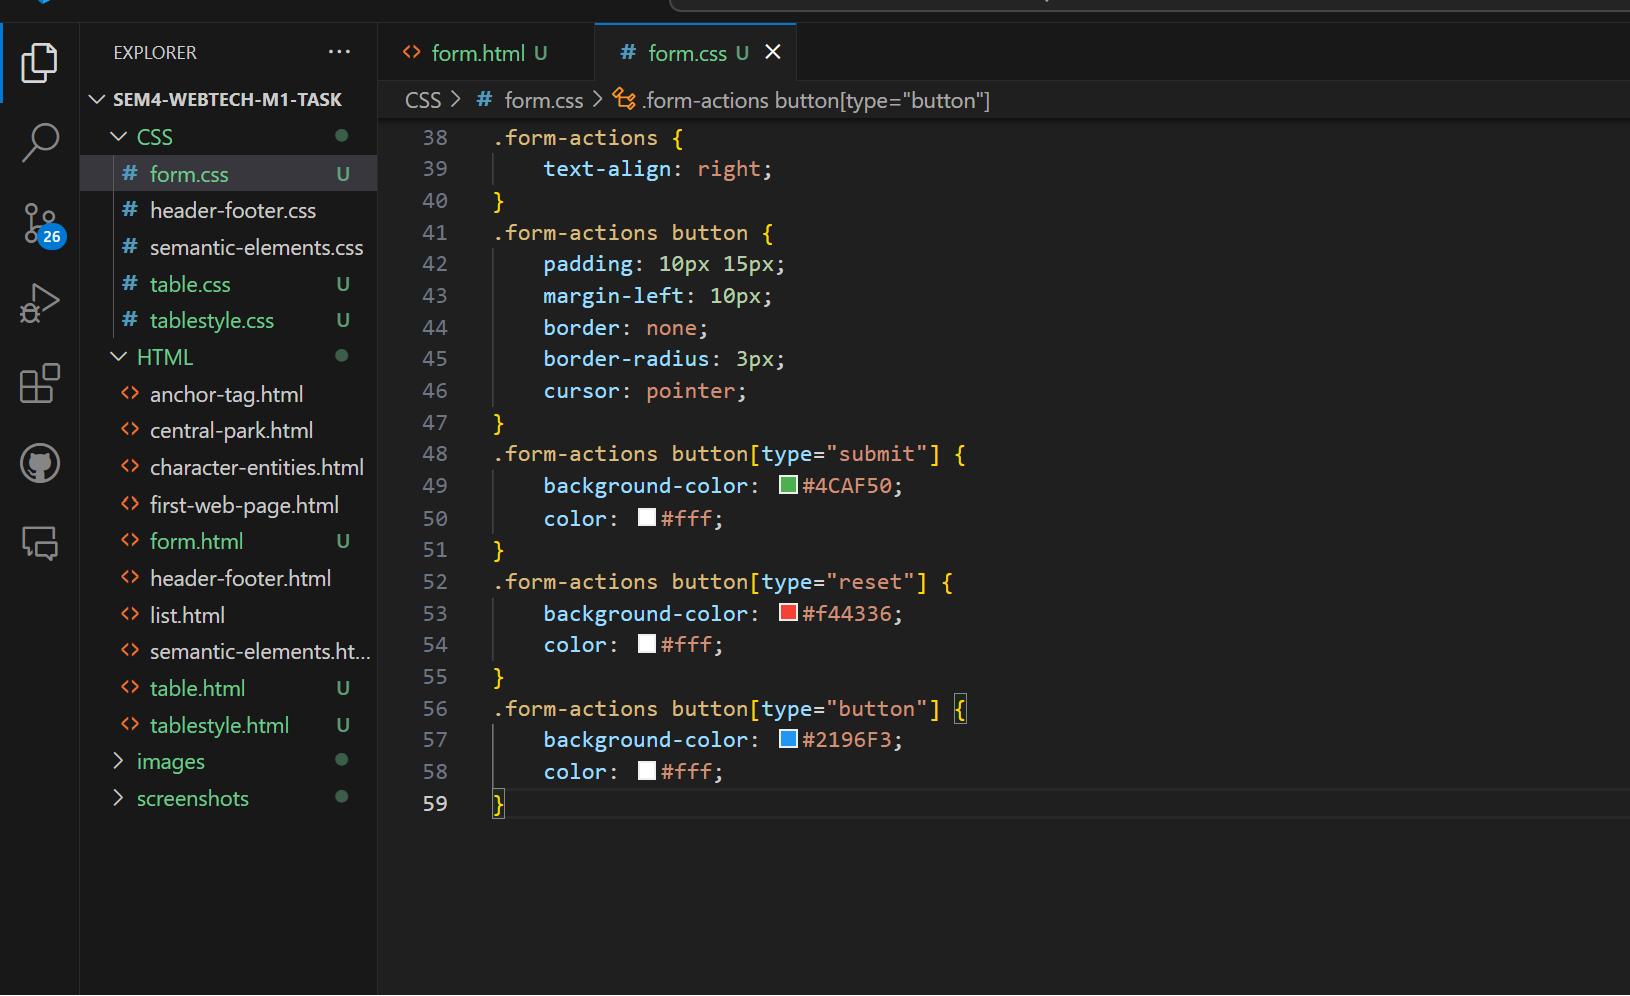 EXPLORER
SEM4-WEBTECH-M1-TASK
CSS
form.css U
header-footer.css
semantic-elements.css
table.css U
tablestyle.css U
HTML
anchor-tag.html
central-park.html
character-entities.html
first-web-page.html
form.html U
header-footer.html
list.html
semantic-elements.ht...
table.html U
tablestyle.html U
images
screenshots
26
form.html U
# form.css U
CSS > # form.css > .form-actions button[type="button"]
38 .form-actions {
39 text-align: right;
40 }
41 .form-actions button {
42 padding: 10px 15px;
43 margin-left: 10px;
44 border: none;
45 border-radius: 3px;
46 cursor: pointer;
47 }
48 .form-actions button[type="submit"] {
49 background-color: #4CAF50;
50 color: #fff;
51 }
52 .form-actions button[type="reset"] {
53 background-color: #f44336;
54 color: #fff;
55 }
56 .form-actions button[type="button"] {
57 background-color: #2196F3;
58 color: #fff;
59 }